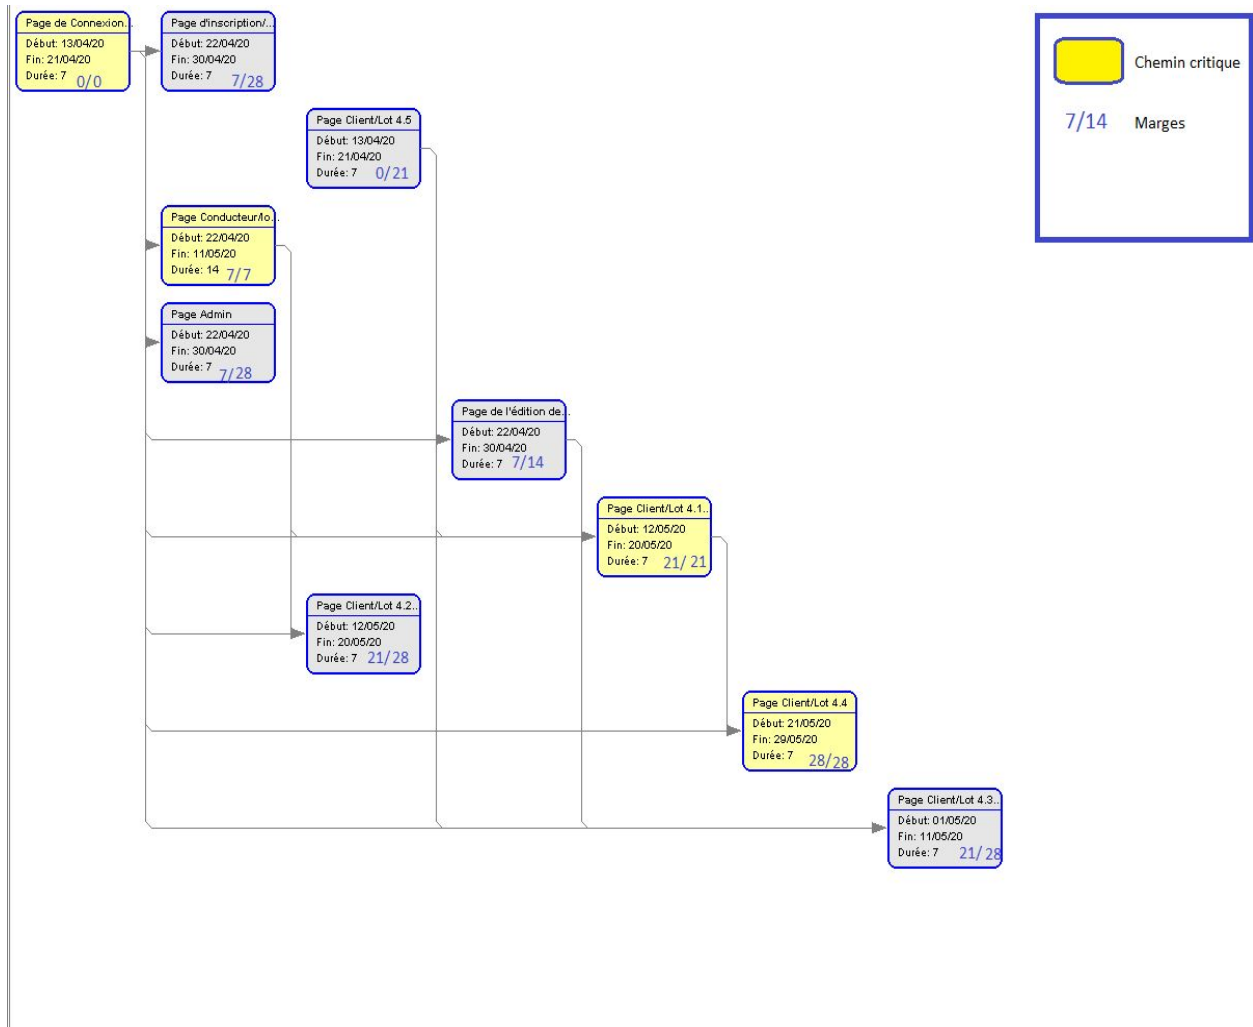 Page de Connexion...
Début: 13/04/20
Fin: 21/04/20
Durée: 7 0/0
Page d'inscription/...
Début: 22/04/20
Fin: 30/04/20
Durée: 7 7/28
Chemin critique
7/14 Marges
Page Client/Lot 4.5
Début: 13/04/20
Fin: 21/04/20
Durée: 7 0/21
Page Conducteur/lo...
Début: 22/04/20
Fin: 11/05/20
Durée: 14 7/7
Page Admin
Début: 22/04/20
Fin: 30/04/20
Durée: 7 7/28
Page de l'édition de...
Début: 22/04/20
Fin: 30/04/20
Durée: 7 7/14
Page Client/Lot 4.1...
Début: 12/05/20
Fin: 20/05/20
Durée: 7 21/21
Page Client/Lot 4.2...
Début: 12/05/20
Fin: 20/05/20
Durée: 7 21/28
Page Client/Lot 4.4
Début: 21/05/20
Fin: 29/05/20
Durée: 7 28/28
Page Client/Lot 4.3...
Début: 01/05/20
Fin: 11/05/20
Durée: 7 21/28